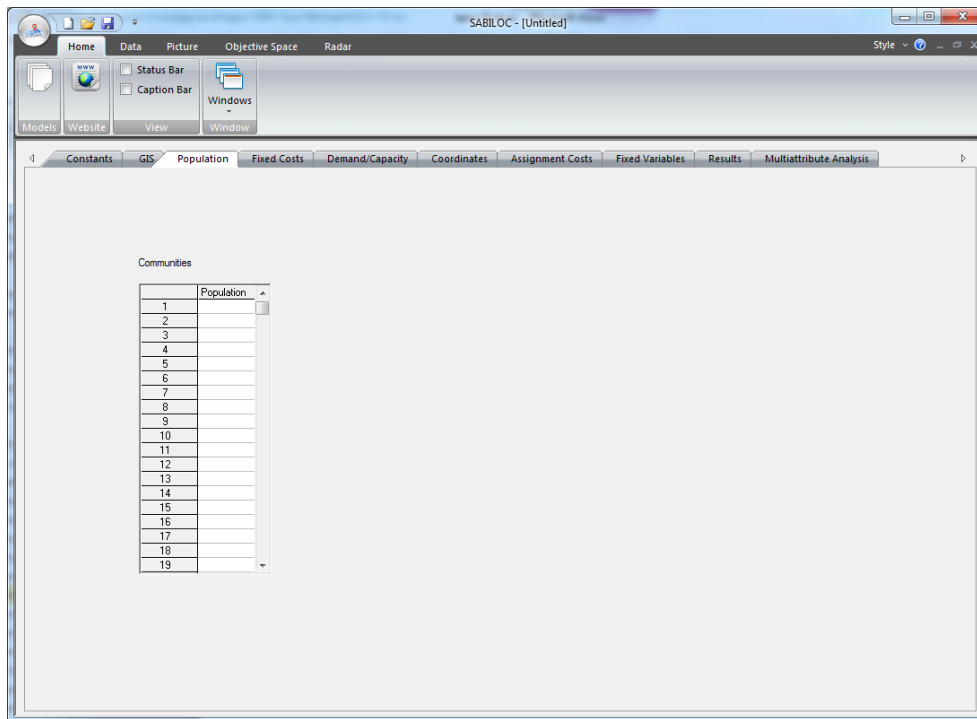 SABILOC - [Untitled]
Home Data Picture Objective Space Radar Style
www
Status Bar
Caption Bar
Windows
Models Website View Window
Constants GIS Population Fixed Costs Demand/Capacity Coordinates Assignment Costs Fixed Variables Results Multiattribute Analysis
Communities
Population
1
2
3
4
5
6
7
8
9
10
11
12
13
14
15
16
17
18
19